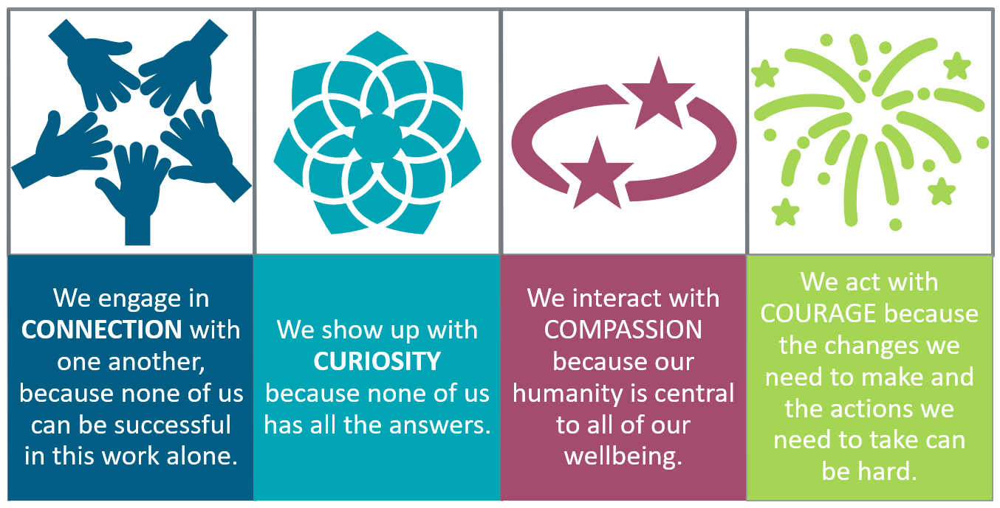 We engage in
CONNECTION with
one another,
because none of us
can be successful
in this work alone.
We show up with
CURIOSITY
because none of us
has all the answers.
We interact with
COMPASSION
because our
humanity is central
to all of our
wellbeing.
We act with
COURAGE because
the changes we
need to make and
the actions we
need to take can
be hard.